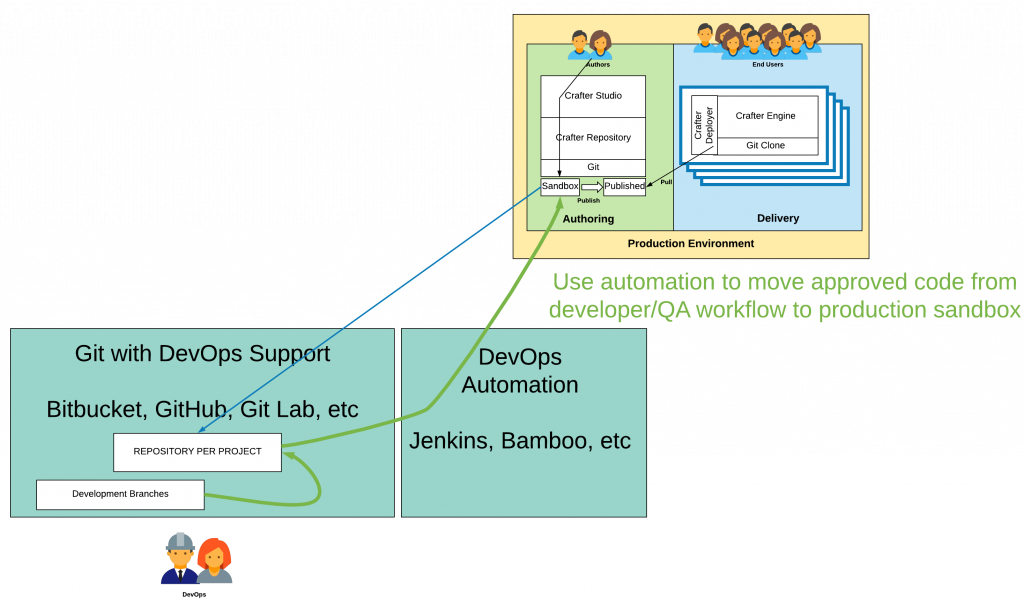 Authors
End Users
Crafter Studio
Crafter Repository
Git
Sandbox
Published
Publish
Authoring
Crafter
Deployer
Crafter Engine
Git Clone
Pull
Delivery
Production Environment
Use automation to move approved code from
developer/QA workflow to production sandbox
Git with DevOps Support
Bitbucket, GitHub, Git Lab, etc
REPOSITORY PER PROJECT
Development Branches
DevOps
Automation
Jenkins, Bamboo, etc
DevOps